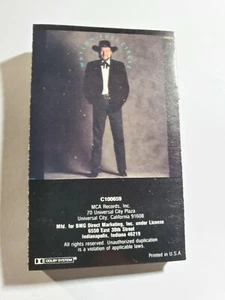 C100659
MCA Records, Inc.
70 Universal City Plaza
Universal City, California 91608
Mfd. for BMG Direct Marketing, Inc. under License
6550 East 30th Street
Indianapolis, Indiana 46219
All rights reserved. Unauthorized duplication
is a violation of applicable laws.
DOLBY SYSTEM
Printed in U.S.A.